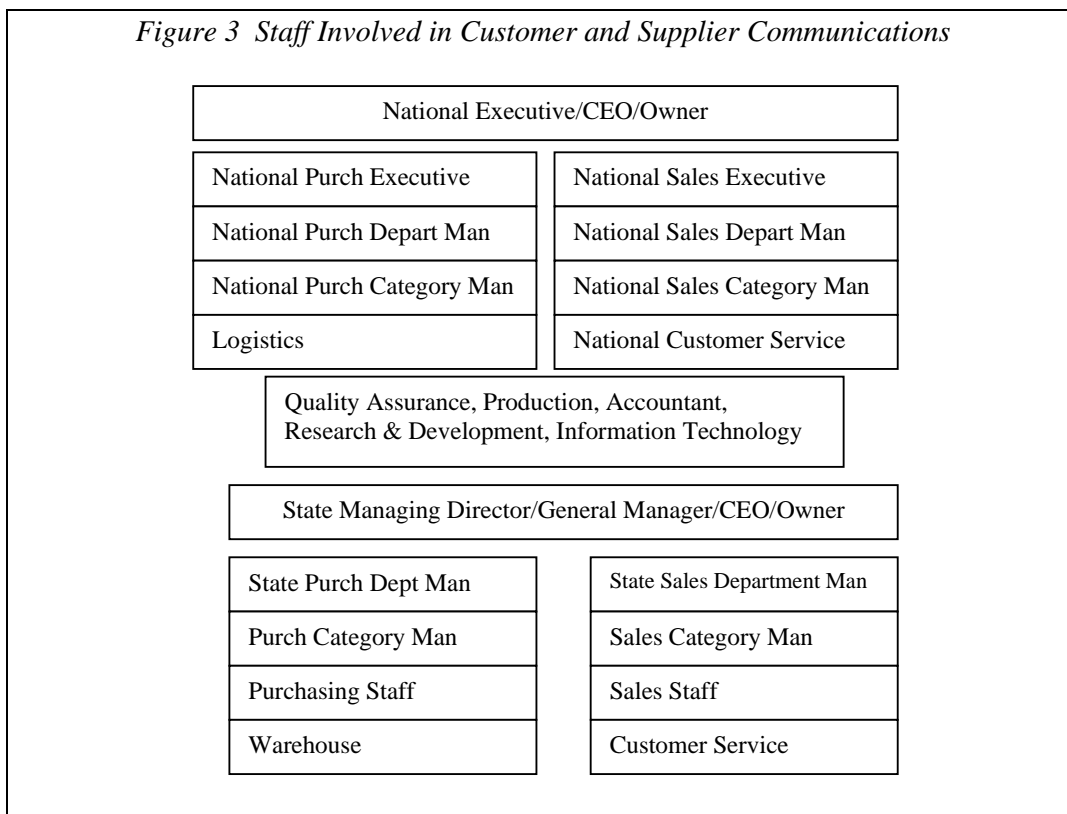 Figure 3 Staff Involved in Customer and Supplier Communications
National Executive/CEO/Owner
National Purch Executive
National Purch Depart Man
National Purch Category Man
Logistics
National Sales Executive
National Sales Depart Man
National Sales Category Man
National Customer Service
Quality Assurance, Production, Accountant,
Research & Development, Information Technology
State Managing Director/General Manager/CEO/Owner
State Purch Dept Man
Purch Category Man
Purchasing Staff
Warehouse
State Sales Department Man
Sales Category Man
Sales Staff
Customer Service